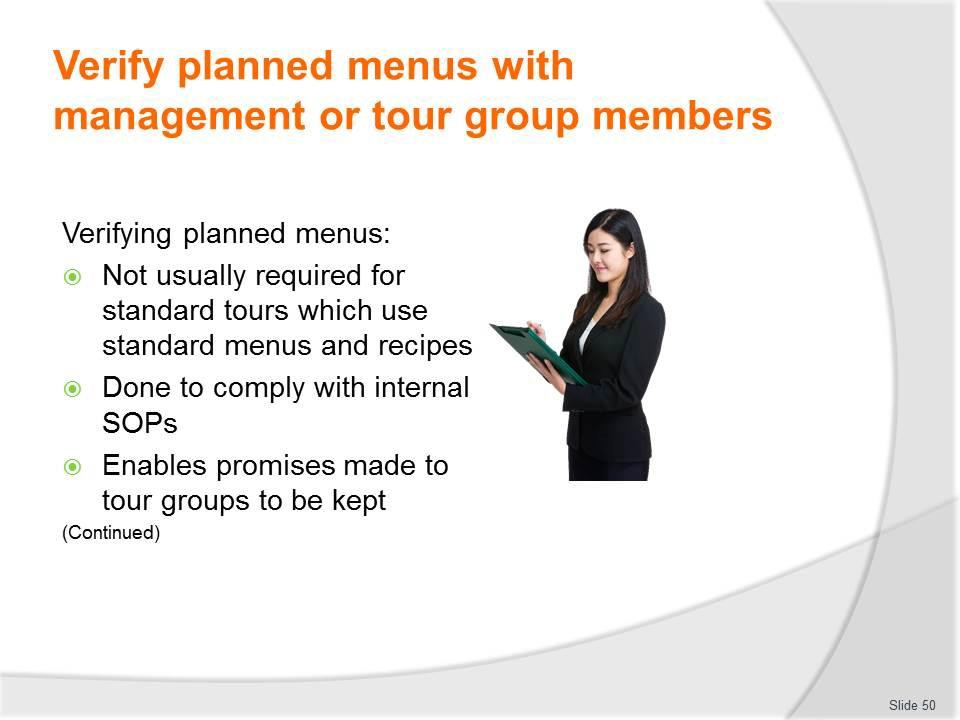 Verify planned menus with
management or tour group members
Verifying planned menus:
Not usually required for
standard tours which use
standard menus and recipes
Done to comply with internal
SOPs
Enables promises made to
tour groups to be kept
(Continued)
Slide 50